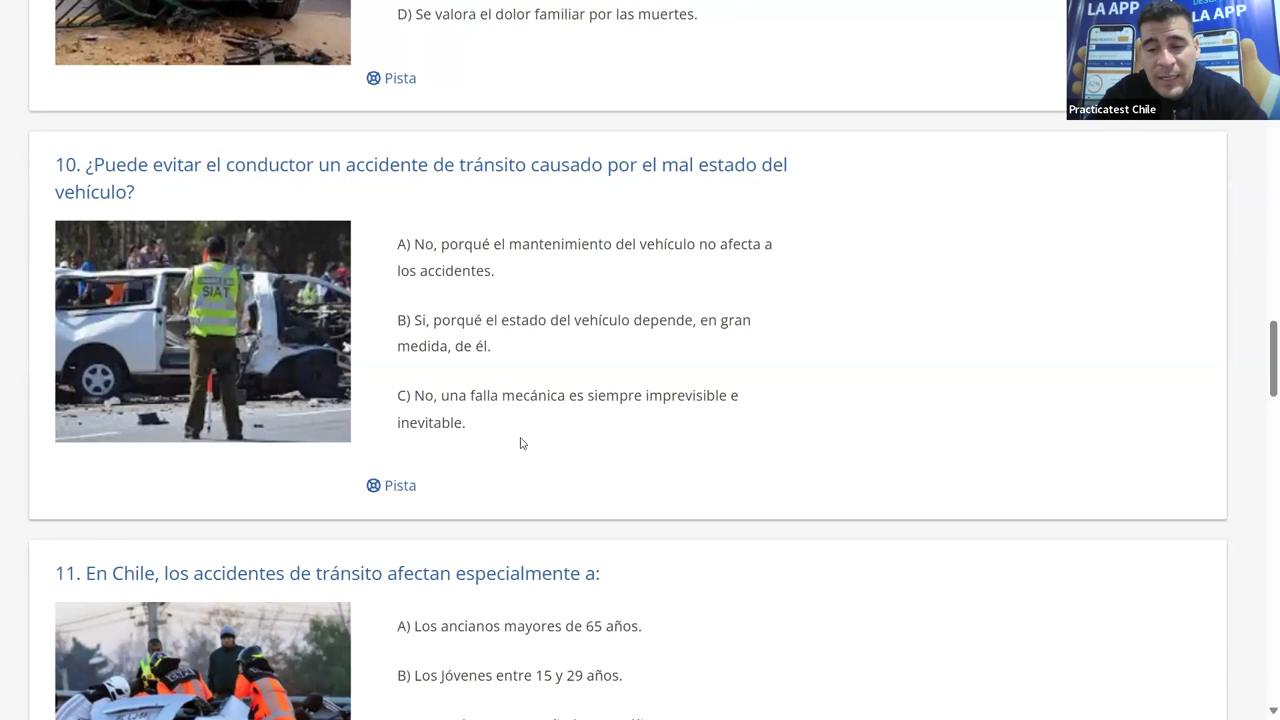 D) Se valora el dolor familiar por las muertes.
Pista
LA APP
LA APP
Practicatest Chile
10. ¿Puede evitar el conductor un accidente de tránsito causado por el mal estado del
vehículo?
SIAT
A) No, porqué el mantenimiento del vehículo no afecta a
los accidentes.
B) Si, porqué el estado del vehículo depende, en gran
medida, de él.
C) No, una falla mecánica es siempre imprevisible e
inevitable.
Pista
11. En Chile, los accidentes de tránsito afectan especialmente a:
A) Los ancianos mayores de 65 años.
B) Los Jóvenes entre 15 y 29 años.